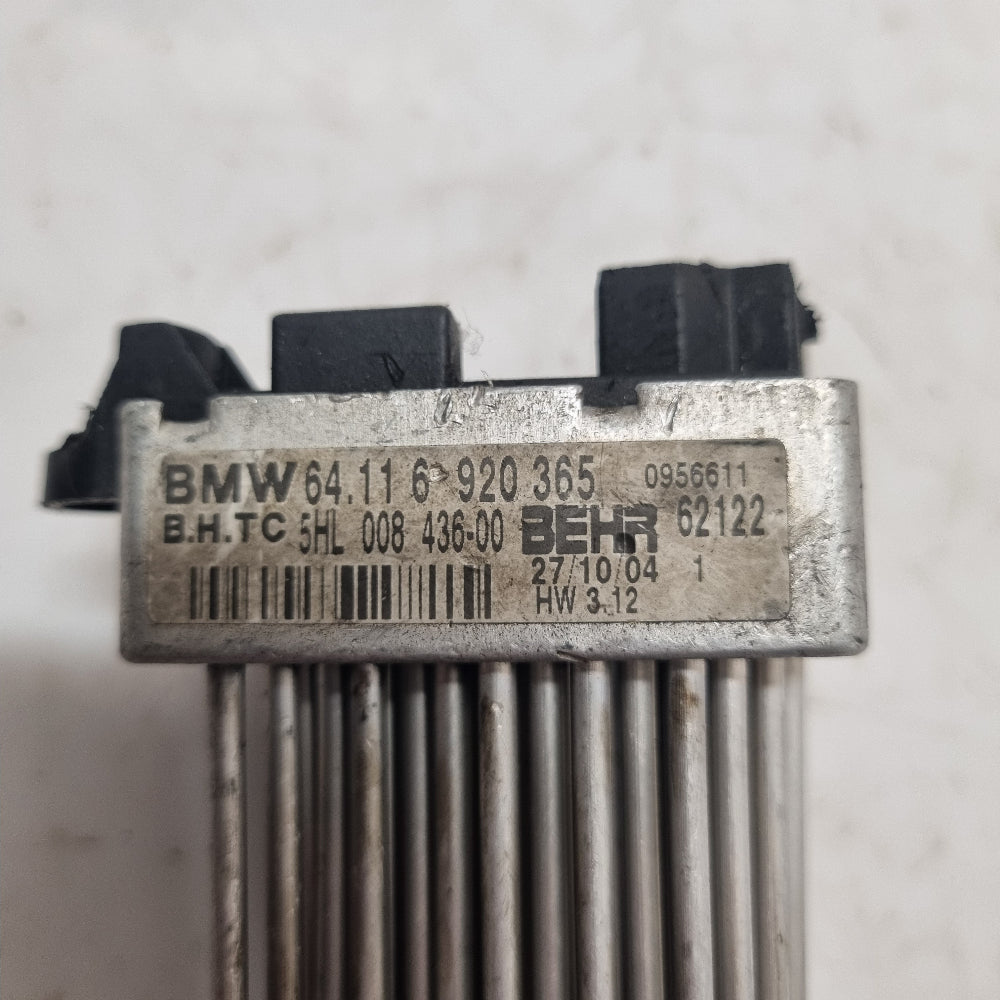 BMW 64.11 6 920 365 0956611
B.H.TC 5HL 008 436-00 BEHR 62122
27/10/04 1
HW 3.12